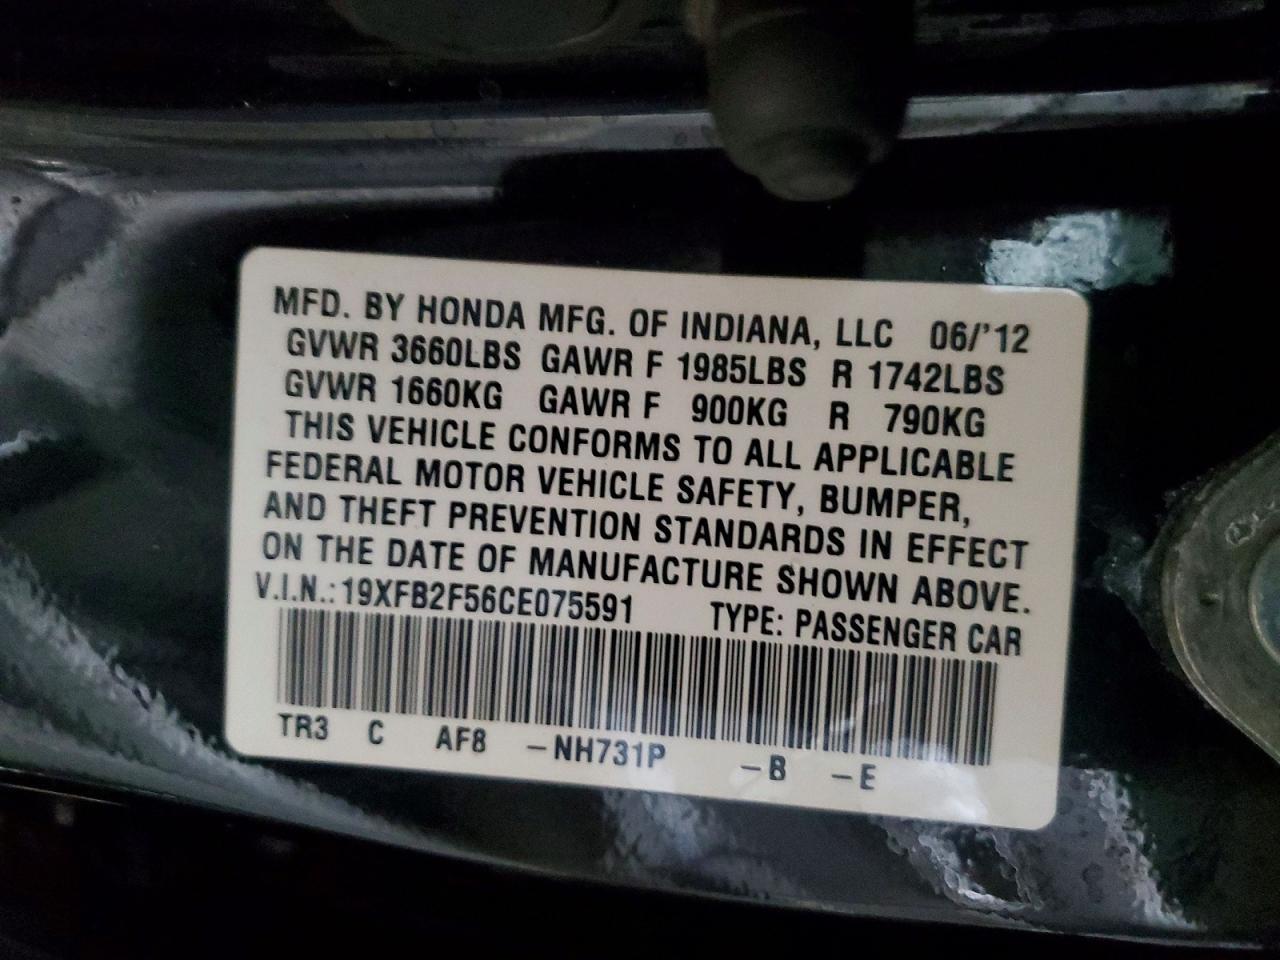 MFD. BY HONDA MFG. OF INDIANA, LLC 06/'12
GVWR 3660LBS GAWR F 1985LBS R 1742LBS
GVWR 1660KG GAWR F 900KG R 790KG
THIS VEHICLE CONFORMS TO ALL APPLICABLE
FEDERAL MOTOR VEHICLE SAFETY, BUMPER,
AND THEFT PREVENTION STANDARDS IN EFFECT
ON THE DATE OF MANUFACTURE SHOWN ABOVE.
V.I.N.:19XFB2F56CE075591 TYPE: PASSENGER CAR
TR3 C AF8 -NH731P -B -E